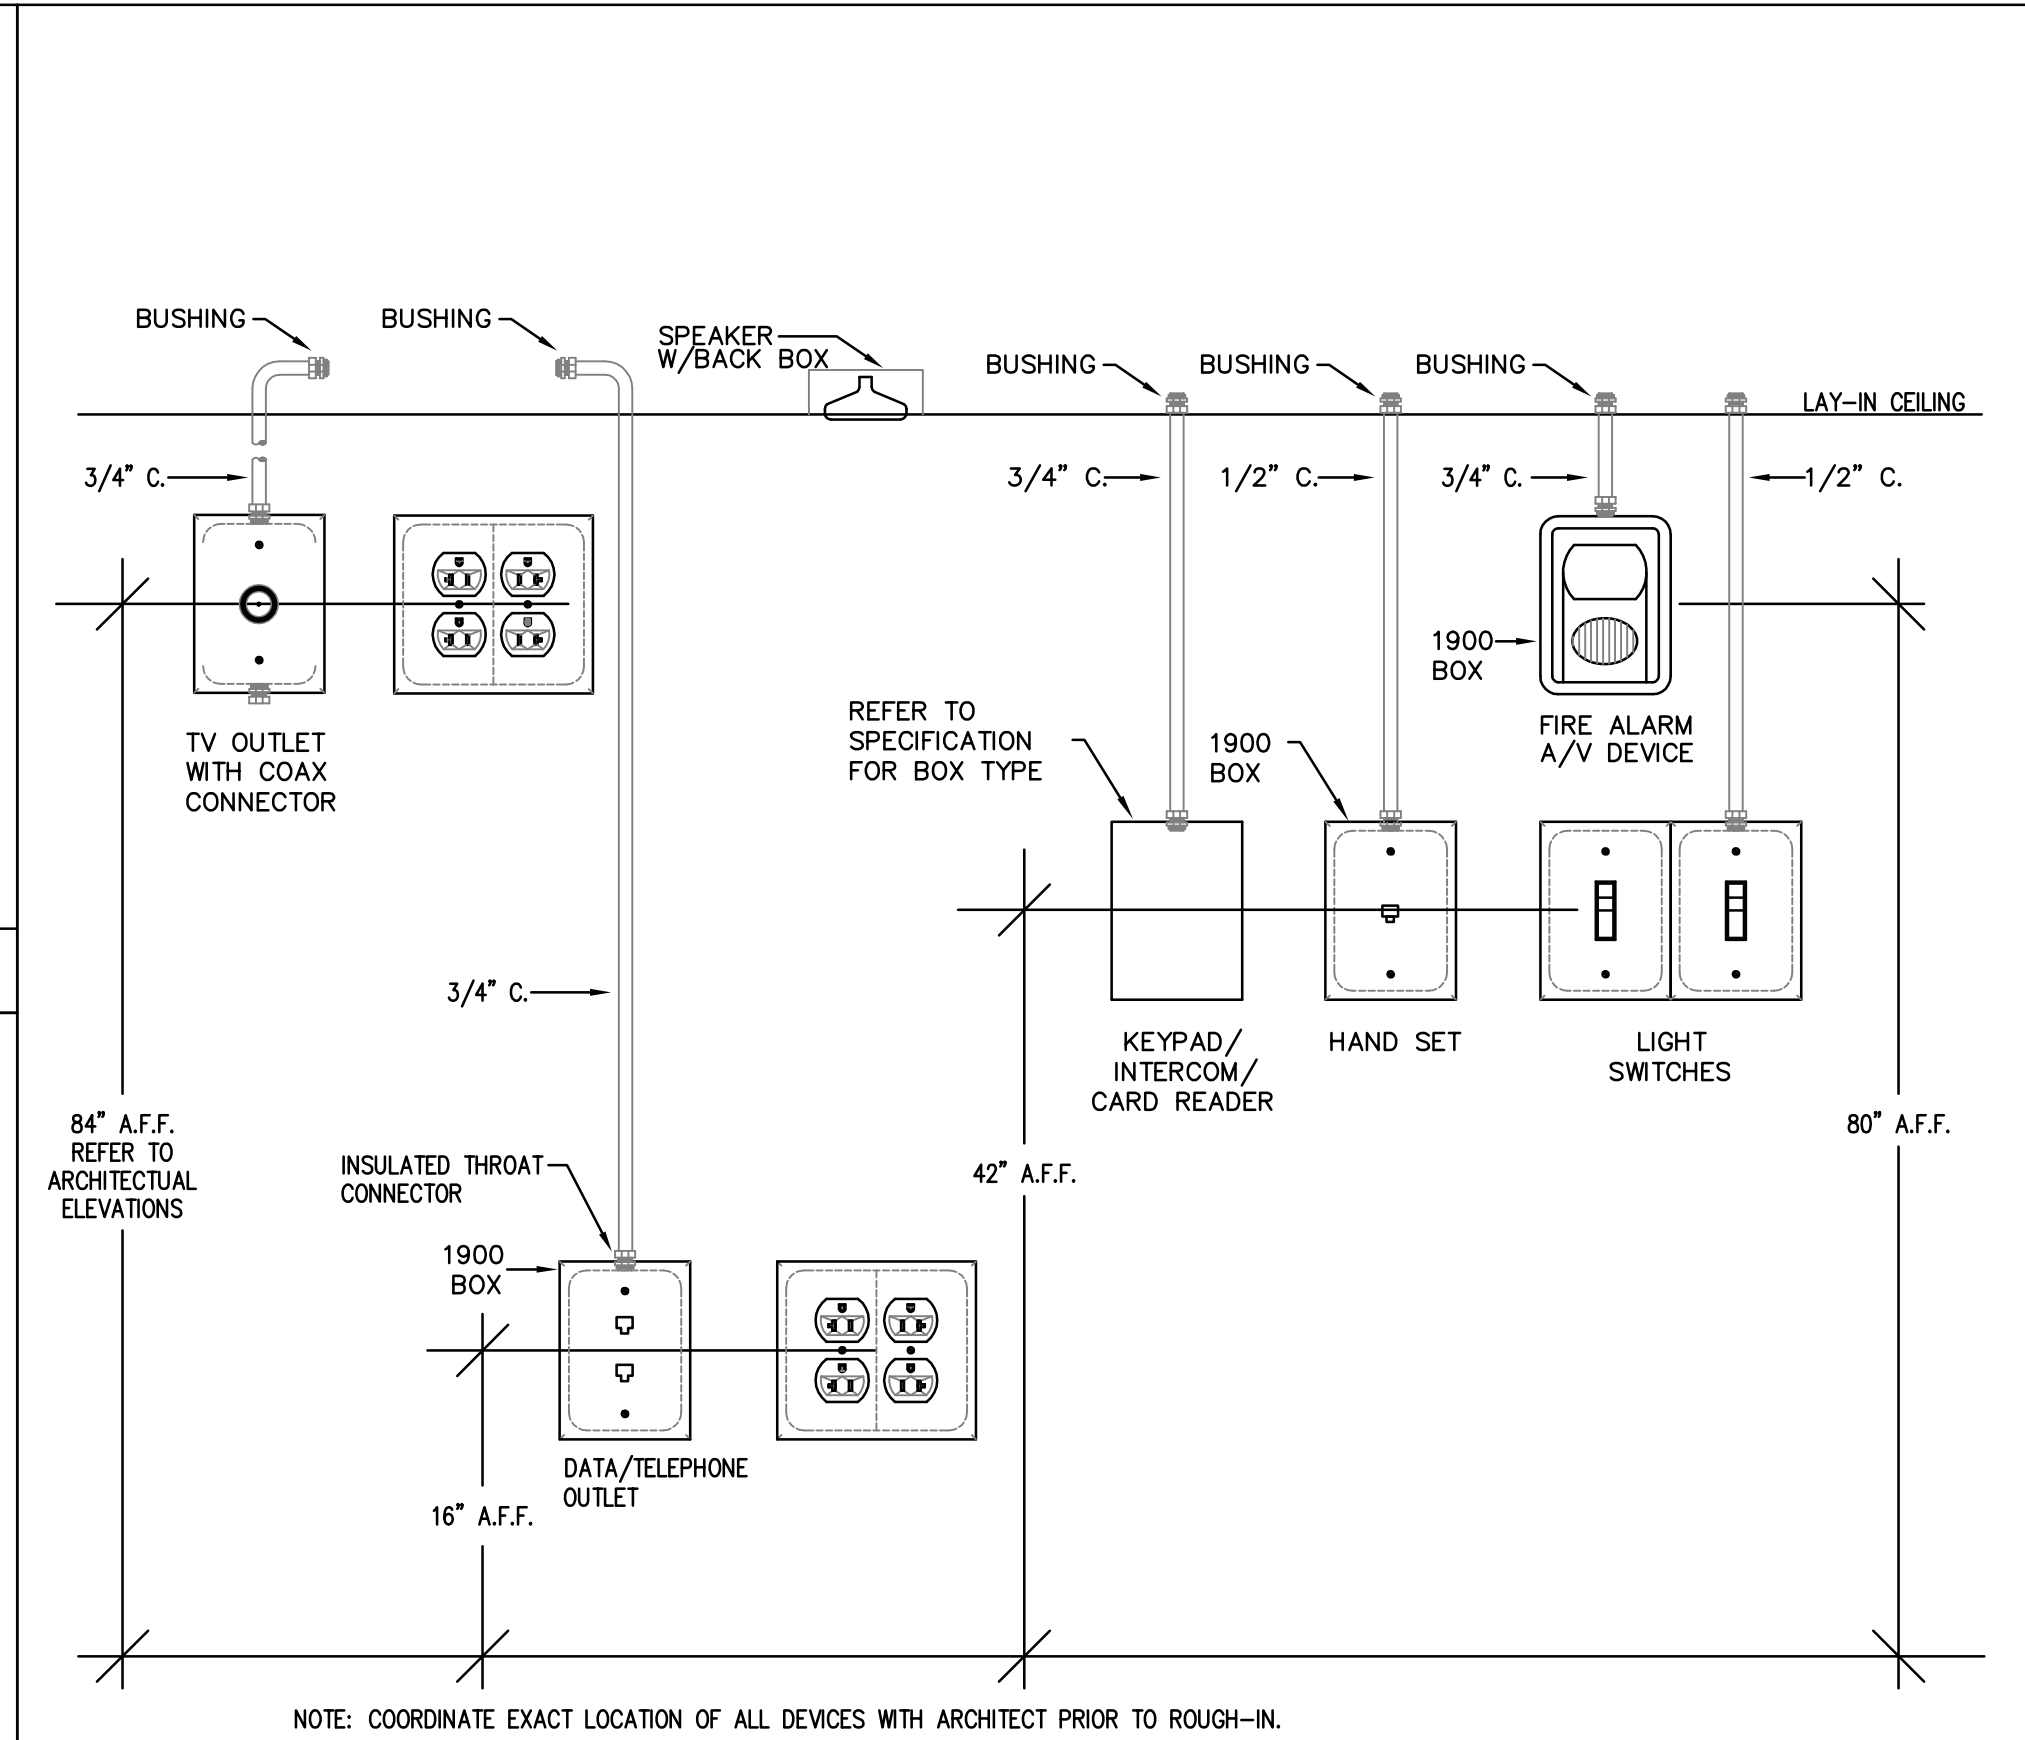 BUSHING
BUSHING
SPEAKER
W/BACK BOX
BUSHING
BUSHING
BUSHING
LAY-IN CEILING
3/4" C.
3/4" C.
1/2" C.
3/4" C.
1/2" C.
1900
BOX
TV OUTLET
WITH COAX
CONNECTOR
REFER TO
SPECIFICATION
FOR BOX TYPE
1900
BOX
FIRE ALARM
A/V DEVICE
3/4" C.
KEYPAD/
INTERCOM/
CARD READER
HAND SET
LIGHT
SWITCHES
84" A.F.F.
REFER TO
ARCHITECTUAL
ELEVATIONS
80" A.F.F.
INSULATED THROAT
CONNECTOR
42" A.F.F.
1900
BOX
DATA/TELEPHONE
OUTLET
16" A.F.F.
NOTE: COORDINATE EXACT LOCATION OF ALL DEVICES WITH ARCHITECT PRIOR TO ROUGH-IN.